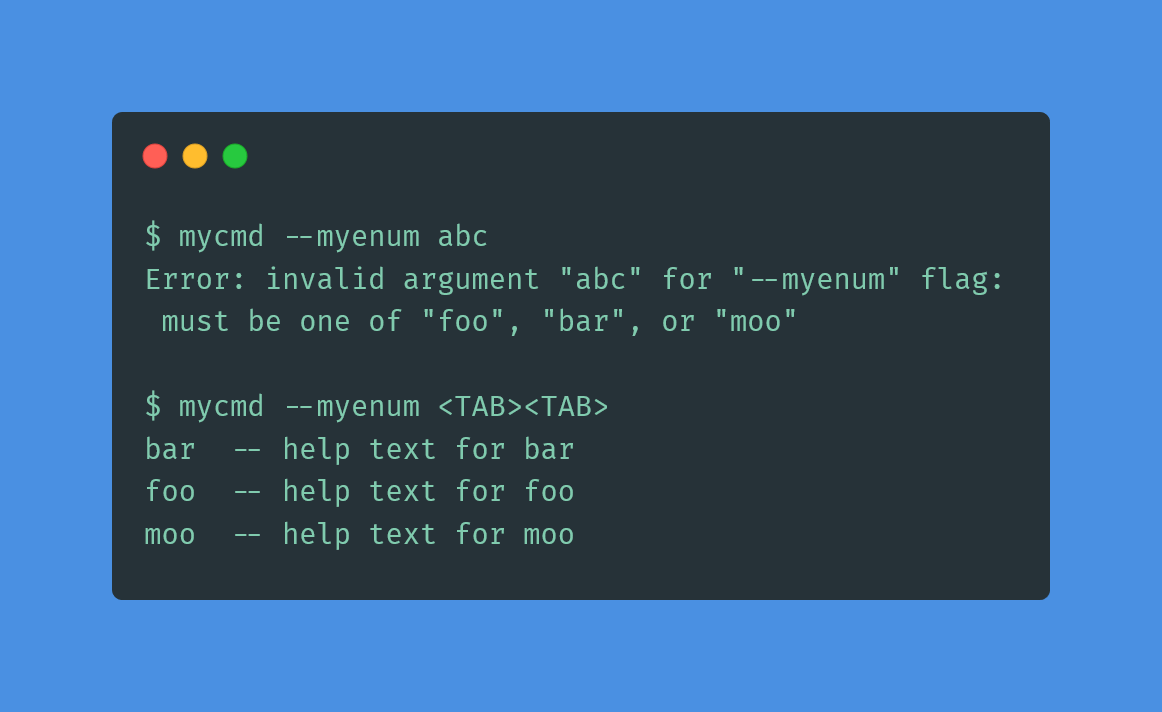 $ mycmd --myenum abc
Error: invalid argument "abc" for "--myenum" flag:
 must be one of "foo", "bar", or "moo"

$ mycmd --myenum <TAB><TAB>
bar  -- help text for bar
foo  -- help text for foo
moo  -- help text for moo